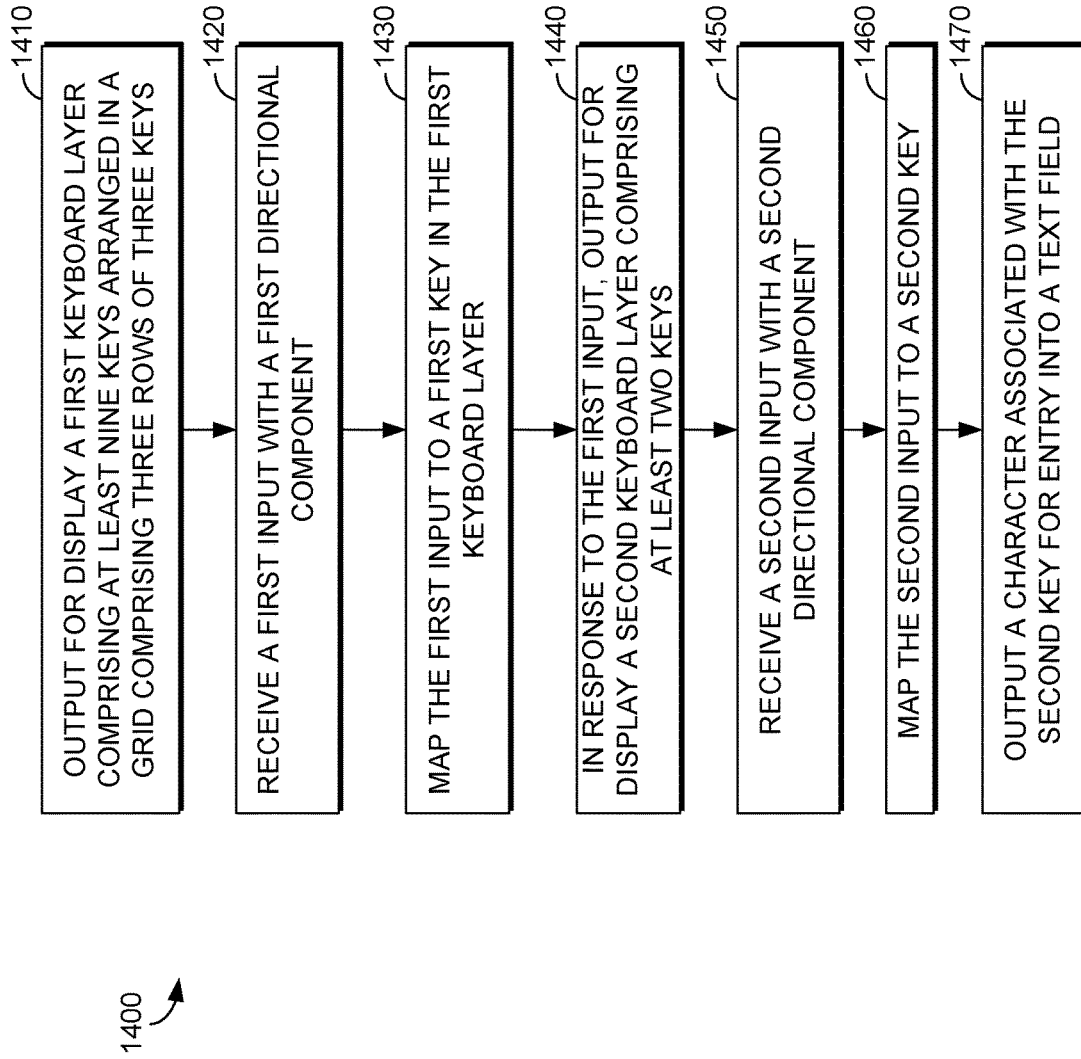 1400
1410
OUTPUT FOR DISPLAY A FIRST KEYBOARD LAYER
COMPRISING AT LEAST NINE KEYS ARRANGED IN A
GRID COMPRISING THREE ROWS OF THREE KEYS
1420
RECEIVE A FIRST INPUT WITH A FIRST DIRECTIONAL
COMPONENT
1430
MAP THE FIRST INPUT TO A FIRST KEY IN THE FIRST
KEYBOARD LAYER
1440
IN RESPONSE TO THE FIRST INPUT, OUTPUT FOR
DISPLAY A SECOND KEYBOARD LAYER COMPRISING
AT LEAST TWO KEYS
1450
RECEIVE A SECOND INPUT WITH A SECOND
DIRECTIONAL COMPONENT
1460
MAP THE SECOND INPUT TO A SECOND KEY
1470
OUTPUT A CHARACTER ASSOCIATED WITH THE
SECOND KEY FOR ENTRY INTO A TEXT FIELD